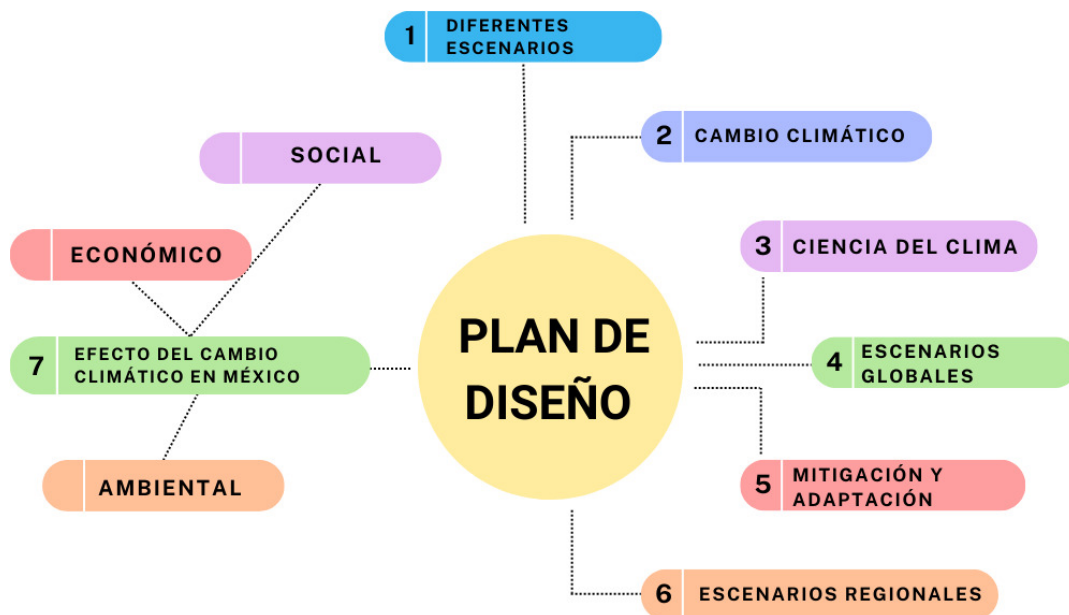 1
DIFERENTES
ESCENARIOS
2
CAMBIO CLIMÁTICO
SOCIAL
3
CIENCIA DEL CLIMA
ECONÓMICO
PLAN DE
DISEÑO
4
ESCENARIOS
GLOBALES
7
EFECTO DEL CAMBIO
CLIMÁTICO EN MÉXICO
5
MITIGACIÓN Y
ADAPTACIÓN
AMBIENTAL
6
ESCENARIOS REGIONALES